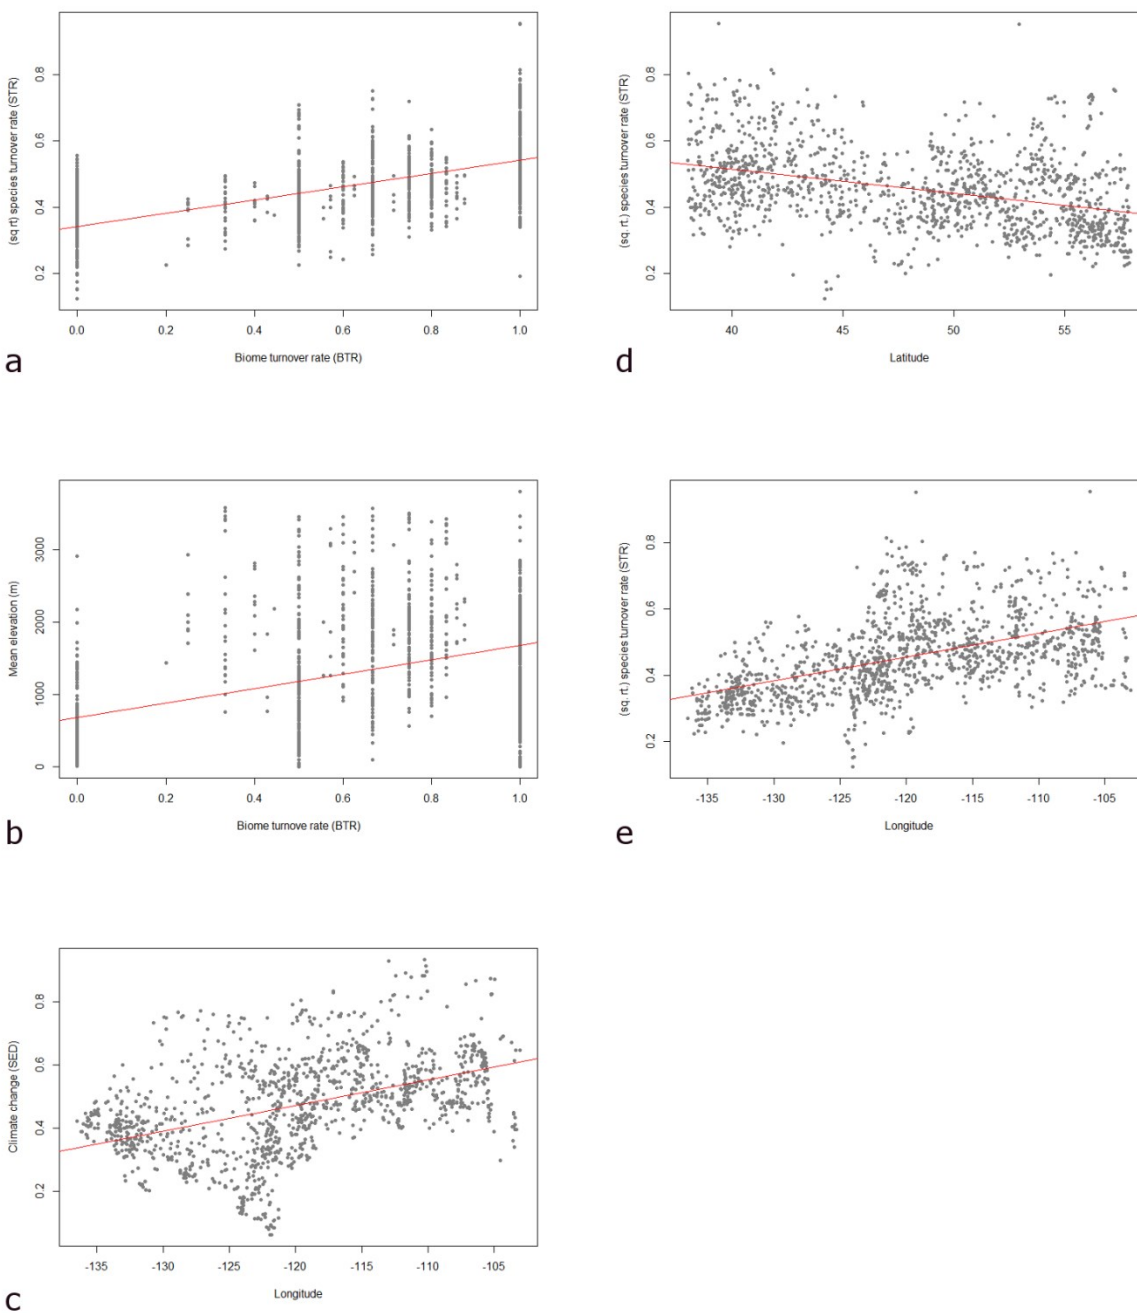 (sq rt) species turnover rate (STR)
0.8
0.6
0.4
0.2
0.0 0.2 0.4 0.6 0.8 1.0
Biome turnover rate (BTR)
a
(sq. rt.) species turnover rate (STR)
0.8
0.6
0.4
0.2
40 45 50 55
Latitude
d
Mean elevation (m)
3000
2000
1000
0
0.0 0.2 0.4 0.6 0.8 1.0
Biome turnove rate (BTR)
b
(sq. rt.) species turnover rate (STR)
0.8
0.6
0.4
0.2
-135 -130 -125 -120 -115 -110 -105
Longitude
e
Climate change (SED)
0.8
0.6
0.4
0.2
-135 -130 -125 -120 -115 -110 -105
Longitude
c